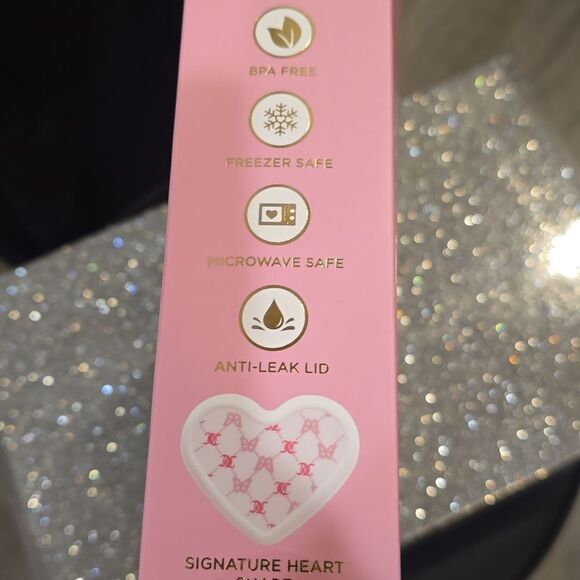 BPA FREE
FREEZER SAFE
MICROWAVE SAFE
ANTI-LEAK LID
SIGNATURE HEART